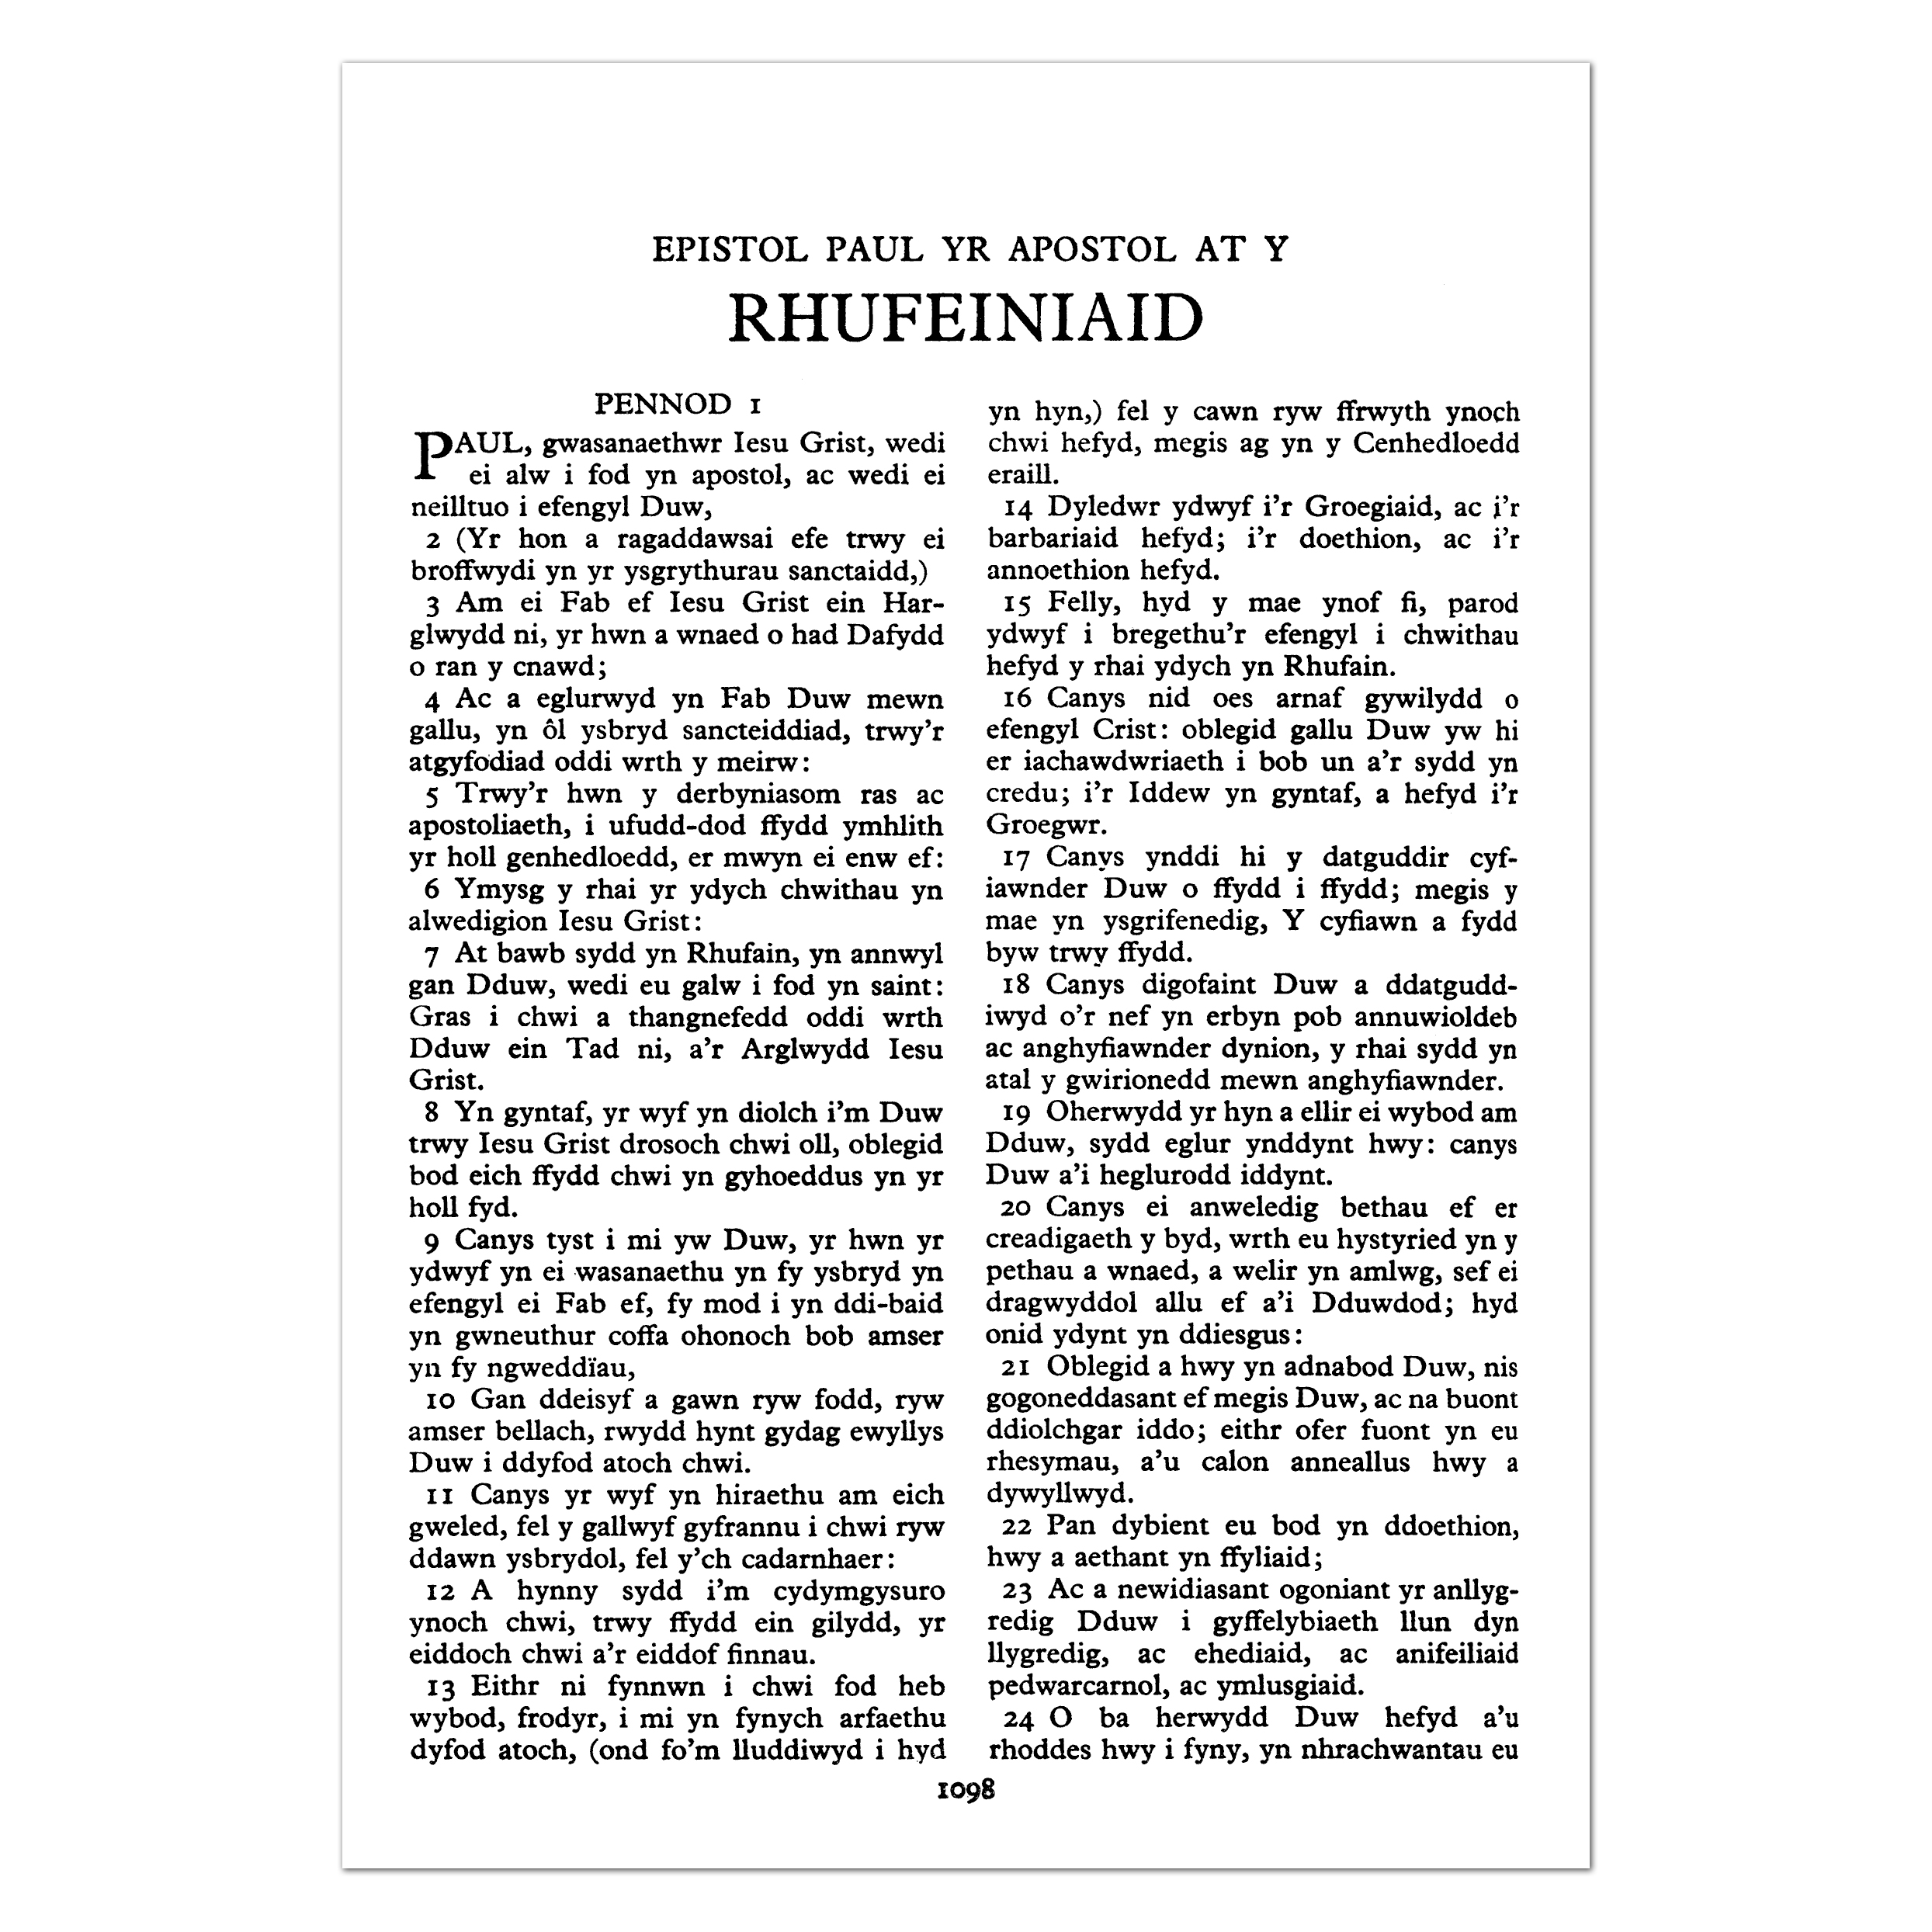 EPISTOL PAUL YR APOSTOL AT Y
RHUFEINIAID
PENNOD 1
PAUL, gwasanaethwr Iesu Grist, wedi
ei alw i fod yn apostol, ac wedi ei
neilltuo i efengyl Duw,
2 (Yr hon a ragaddawsai efe trwy ei
broffwydi yn yr ysgrythurau sanctaidd,)
3 Am ei Fab ef Iesu Grist ein Har-
glwydd ni, yr hwn a wnaed o had Dafydd
o ran y cnawd;
4 Ac a eglurwyd yn Fab Duw mewn
gallu, yn ôl ysbryd sancteiddiad, trwy'r
atgyfodiad oddi wrth y meirw:
5 Trwy'r hwn y derbyniasom ras ac
apostoliaeth, i ufudd-dod ffydd ymhlith
yr holl genhedloedd, er mwyn ei enw ef:
6 Ymysg y rhai yr ydych chwithau yn
alwedigion Iesu Grist:
7 At bawb sydd yn Rhufain, yn annwyl
gan Dduw, wedi eu galw i fod yn saint:
Gras i chwi a thangnefedd oddi wrth
Dduw ein Tad ni, a'r Arglwydd Iesu
Grist.
8 Yn gyntaf, yr wyf yn diolch i'm Duw
trwy Iesu Grist drosoch chwi oll, oblegid
bod eich ffydd chwi yn gyhoeddus yn yr
holl fyd.
9 Canys tyst i mi yw Duw, yr hwn yr
ydwyf yn ei wasanaethu yn fy ysbryd yn
efengyl ei Fab ef, fy mod i yn ddi-baid
yn gwneuthur coffa ohonoch bob amser
yn fy ngweddïau,
10 Gan ddeisyf a gawn ryw fodd, ryw
amser bellach, rwydd hynt gydag ewyllys
Duw i ddyfod atoch chwi.
11 Canys yr wyf yn hiraethu am eich
gweled, fel y gallwyf gyfrannu i chwi ryw
ddawn ysbrydol, fel y'ch cadarnhaer:
12 A hynny sydd i'm cydymgysuro
ynoch chwi, trwy ffydd ein gilydd, yr
eiddoch chwi a'r eiddof finnau.
13 Eithr ni fynnwn i chwi fod heb
wybod, frodyr, i mi yn fynych arfaethu
dyfod atoch, (ond fo'm lluddiwyd i hyd
yn hyn,) fel y cawn ryw ffrwyth ynoch
chwi hefyd, megis ag yn y Cenhedloedd
eraill.
14 Dyledwr ydwyf i'r Groegiaid, ac i'r
barbariaid hefyd; i'r doethion, ac i'r
annoethion hefyd.
15 Felly, hyd y mae ynof fi, parod
ydwyf i bregethu'r efengyl i chwithau
hefyd y rhai ydych yn Rhufain.
16 Canys nid oes arnaf gywilydd o
efengyl Crist: oblegid gallu Duw yw hi
er iachawdwriaeth i bob un a'r sydd yn
credu; i'r Iddew yn gyntaf, a hefyd i'r
Groegwr.
17 Canys ynddi hi y datguddir cyf-
iawnder Duw o ffydd i ffydd; megis y
mae yn ysgrifenedig, Y cyfiawn a fydd
byw trwy ffydd.
18 Canys digofaint Duw a ddatgudd-
iwyd o'r nef yn erbyn pob annuwioldeb
ac anghyfiawnder dynion, y rhai sydd yn
atal y gwirionedd mewn anghyfiawnder.
19 Oherwydd yr hyn a ellir ei wybod am
Dduw, sydd eglur ynddynt hwy: canys
Duw a'i heglurodd iddynt.
20 Canys ei anweledig bethau ef er
creadigaeth y byd, wrth eu hystyried yn y
pethau a wnaed, a welir yn amlwg, sef ei
dragwyddol allu ef a'i Dduwdod; hyd
onid ydynt yn ddiesgus:
21 Oblegid a hwy yn adnabod Duw, nis
gogoneddasant ef megis Duw, ac na buont
ddiolchgar iddo; eithr ofer fuont yn eu
rhesymau, a'u calon anneallus hwy a
dywyllwyd.
22 Pan dybient eu bod yn ddoethion,
hwy a aethant yn ffyliaid;
23 Ac a newidiasant ogoniant yr anllyg-
redig Dduw i gyffelybiaeth llun dyn
llygredig, ac ehediaid, ac anifeiliaid
pedwarcarnol, ac ymlusgiaid.
24 O ba herwydd Duw hefyd a'u
rhoddes hwy i fyny, yn nhrachwantau eu
1098